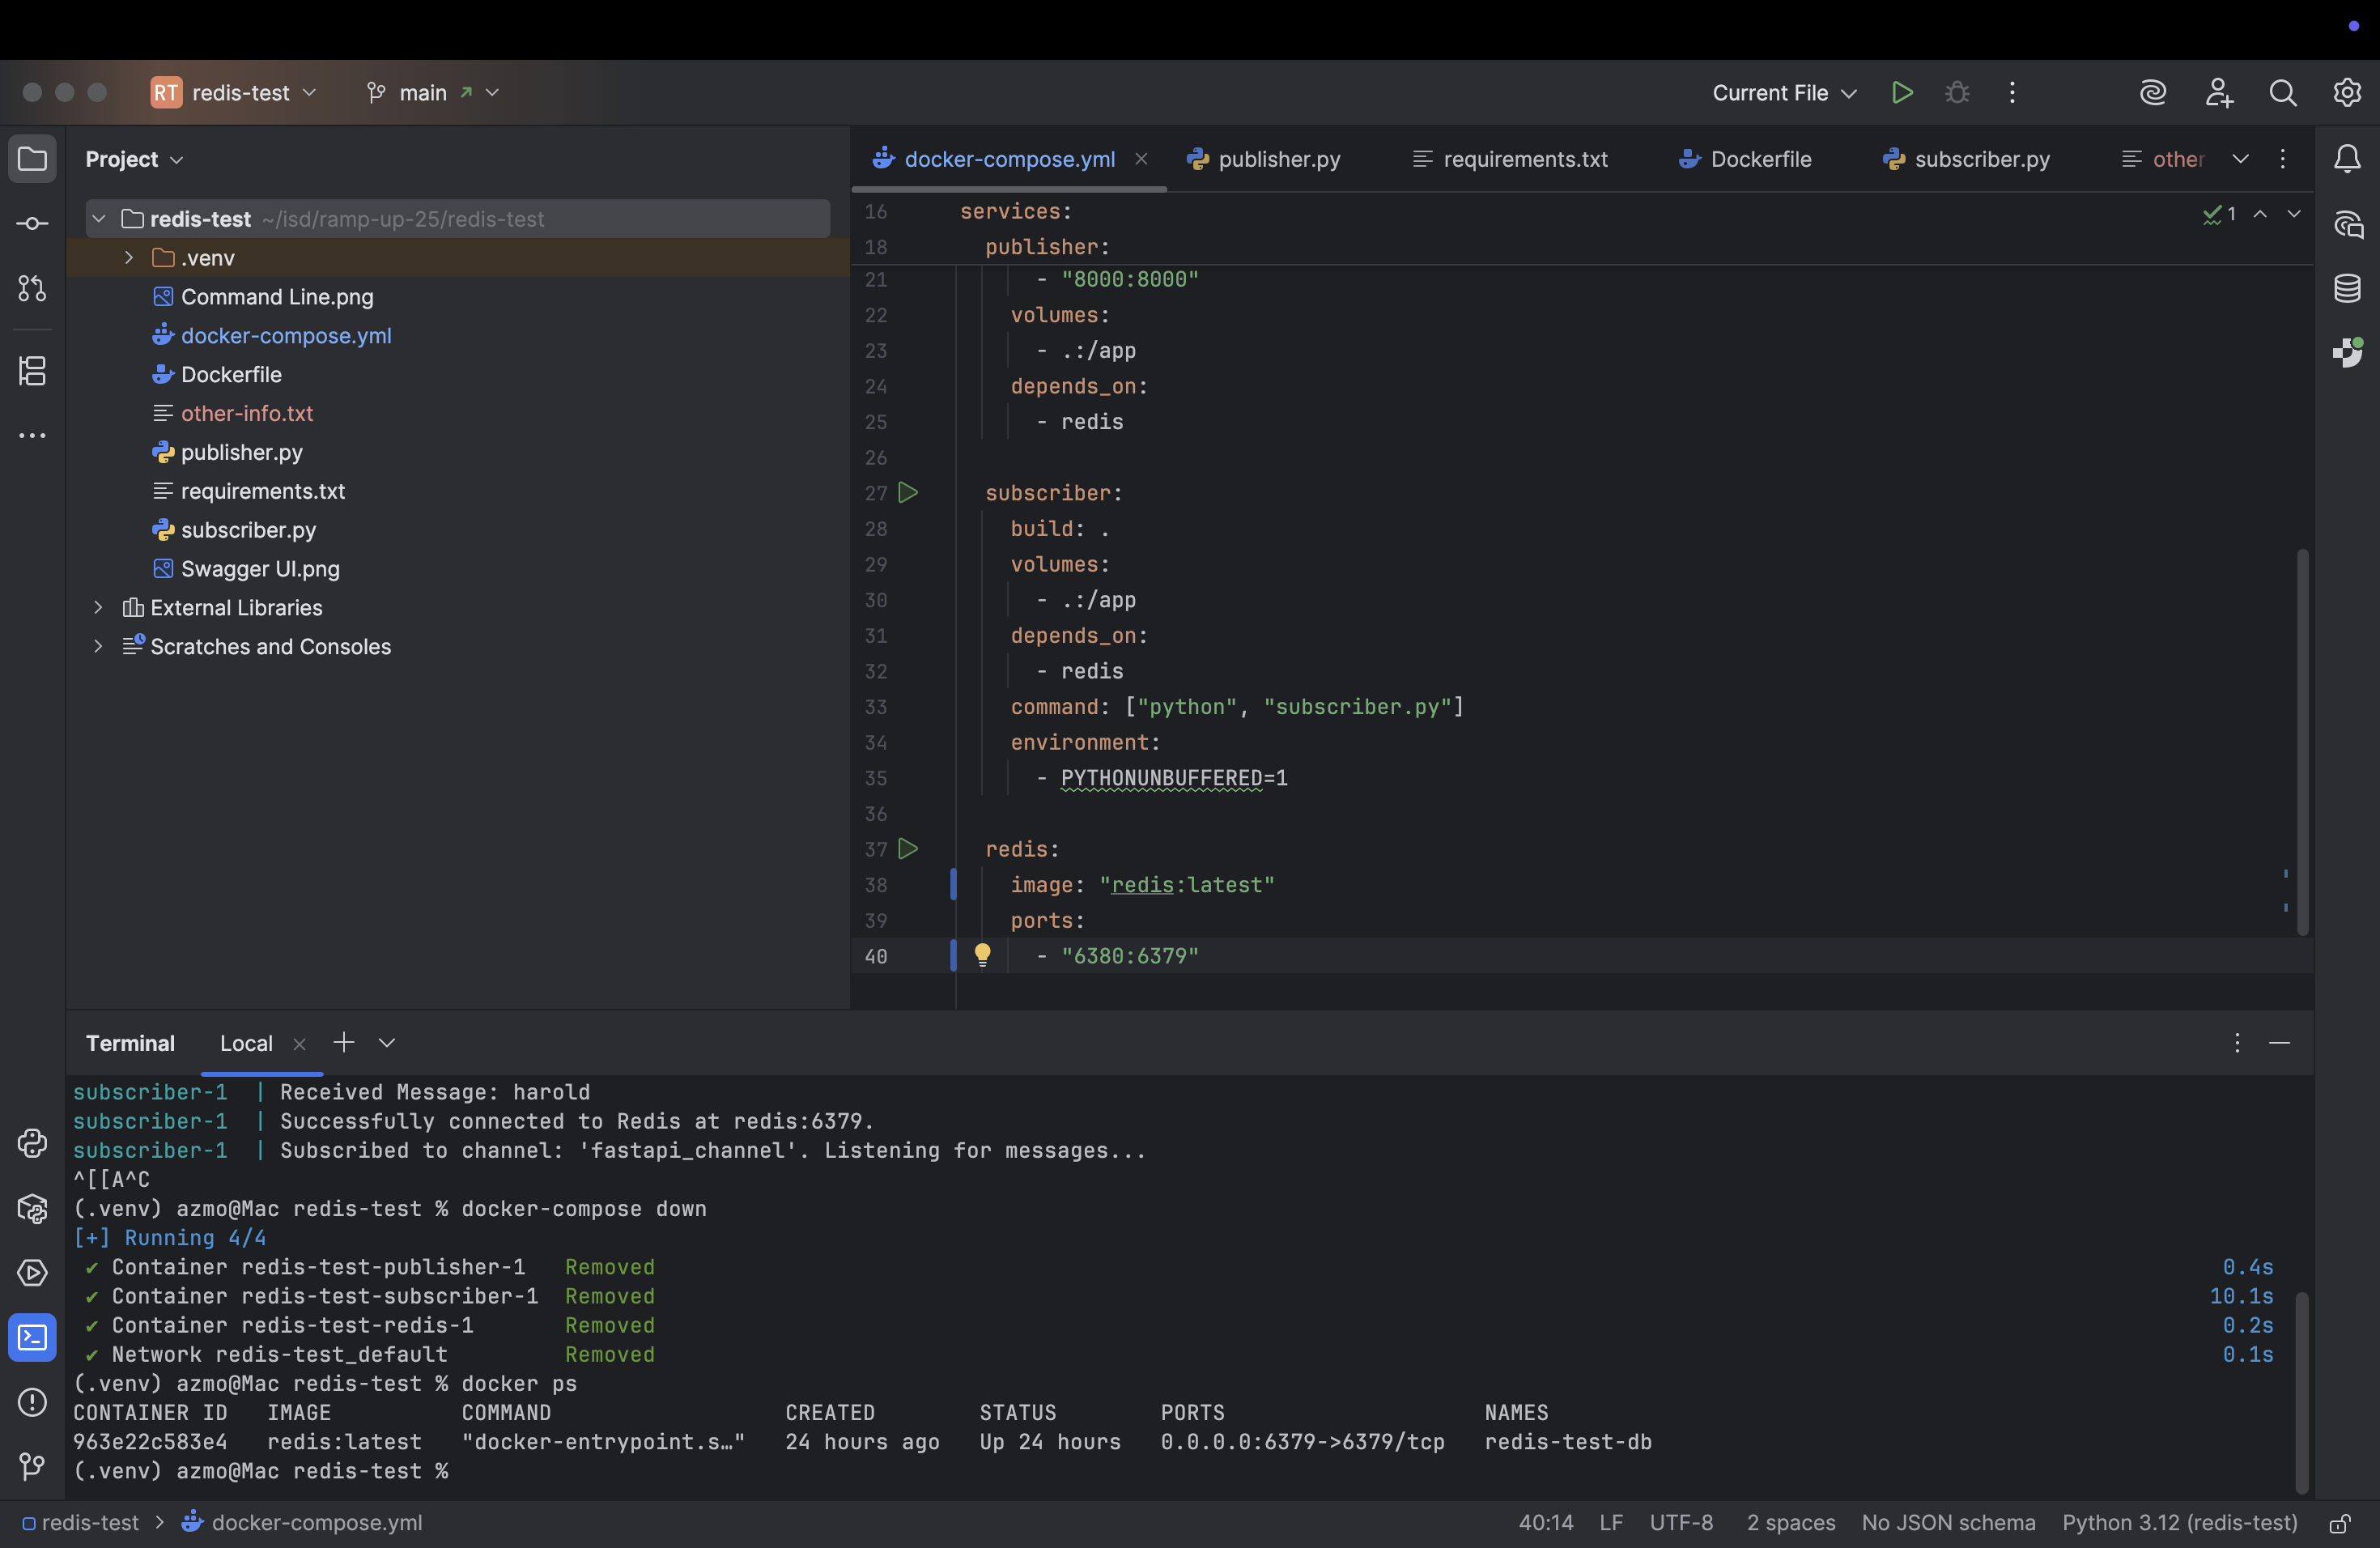 RT redis-test main Current File
Project
redis-test ~/isd/ramp-up-25/redis-test
.venv
Command Line.png
docker-compose.yml
Dockerfile
other-info.txt
publisher.py
requirements.txt
subscriber.py
Swagger UI.png
External Libraries
Scratches and Consoles
docker-compose.yml publisher.py requirements.txt Dockerfile subscriber.py other
1
16 services:
18 publisher:
21 - "8000:8000"
22 volumes:
23 - .:/app
24 depends_on:
25 - redis
26
27 subscriber:
28 build: .
29 volumes:
30 - .:/app
31 depends_on:
32 - redis
33 command: ["python", "subscriber.py"]
34 environment:
35 - PYTHONUNBUFFERED=1
36
37 redis:
38 image: "redis:latest"
39 ports:
40 - "6380:6379"
Terminal Local
subscriber-1 | Received Message: harold
subscriber-1 | Successfully connected to Redis at redis:6379.
subscriber-1 | Subscribed to channel: 'fastapi_channel'. Listening for messages...
^[[A^C
(.venv) azmo@Mac redis-test % docker-compose down
[+] Running 4/4
✔ Container redis-test-publisher-1 Removed 0.4s
✔ Container redis-test-subscriber-1 Removed 10.1s
✔ Container redis-test-redis-1 Removed 0.2s
✔ Network redis-test_default Removed 0.1s
(.venv) azmo@Mac redis-test % docker ps
CONTAINER ID IMAGE COMMAND CREATED STATUS PORTS NAMES
963e22c583e4 redis:latest "docker-entrypoint.s…" 24 hours ago Up 24 hours 0.0.0.0:6379->6379/tcp redis-test-db
(.venv) azmo@Mac redis-test %
redis-test > docker-compose.yml 40:14 LF UTF-8 2 spaces No JSON schema Python 3.12 (redis-test)